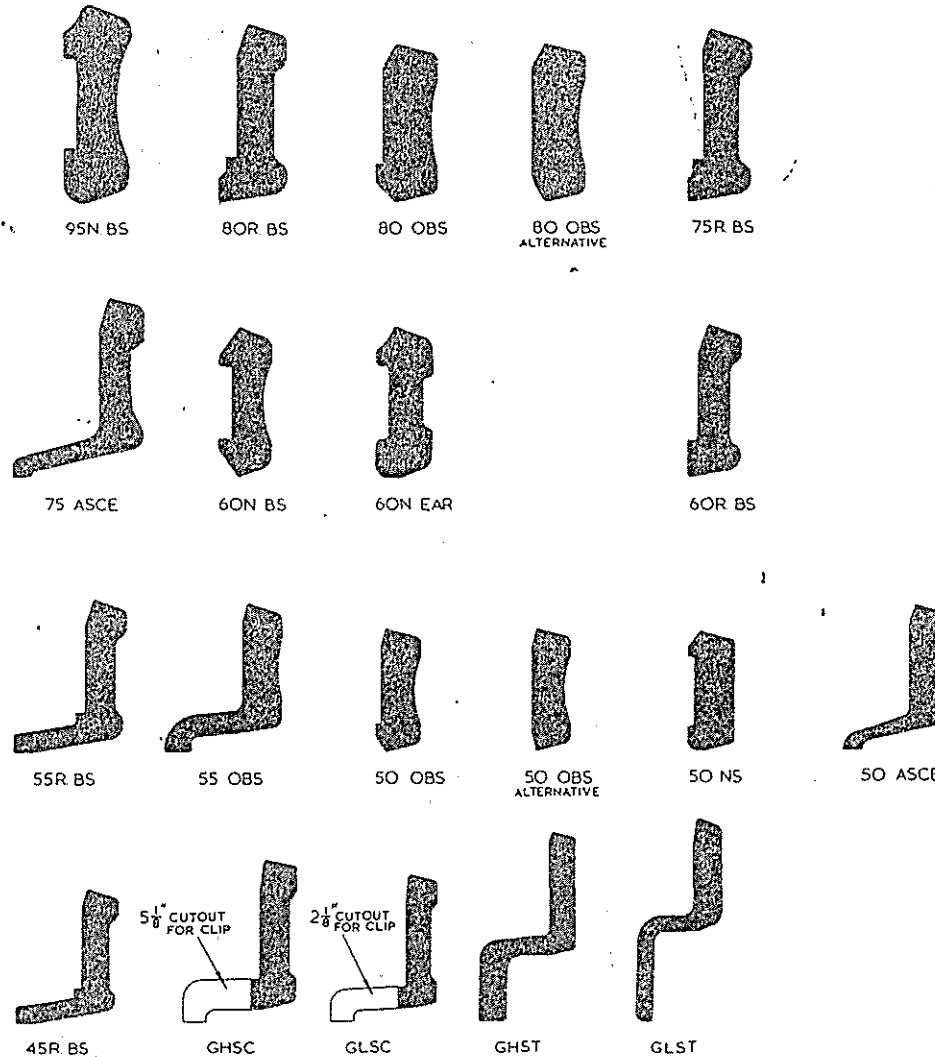 95N. BS
80R. BS
80 OBS
80 OBS
ALTERNATIVE
75R. BS
75 ASCE
60N. BS
60N. EAR
60R. BS
55R. BS
55 OBS
50 OBS
50 OBS
ALTERNATIVE
50 NS
50 ASCE
5 1/8" CUTOUT
FOR CLIP
2 1/8" CUTOUT
FOR CLIP
45R. BS
GHSC
GLSC
GHST
GLST